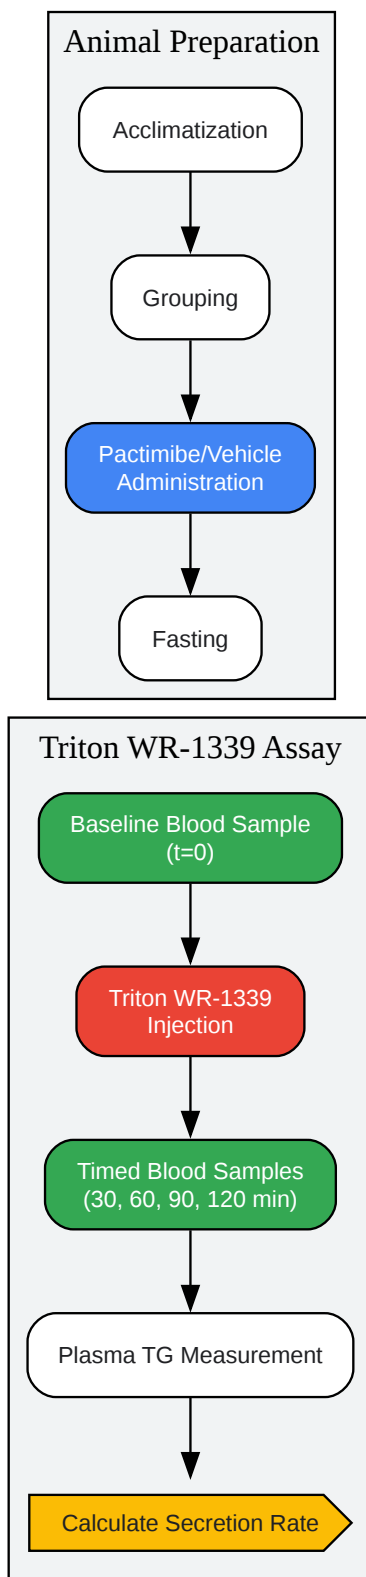 Animal Preparation
Acclimatization
Grouping
Pactimibe/Vehicle
Administration
Fasting
Triton WR-1339 Assay
Baseline Blood Sample
(t=0)
Triton WR-1339
Injection
Timed Blood Samples
(30, 60, 90, 120 min)
Plasma TG Measurement
Calculate Secretion Rate